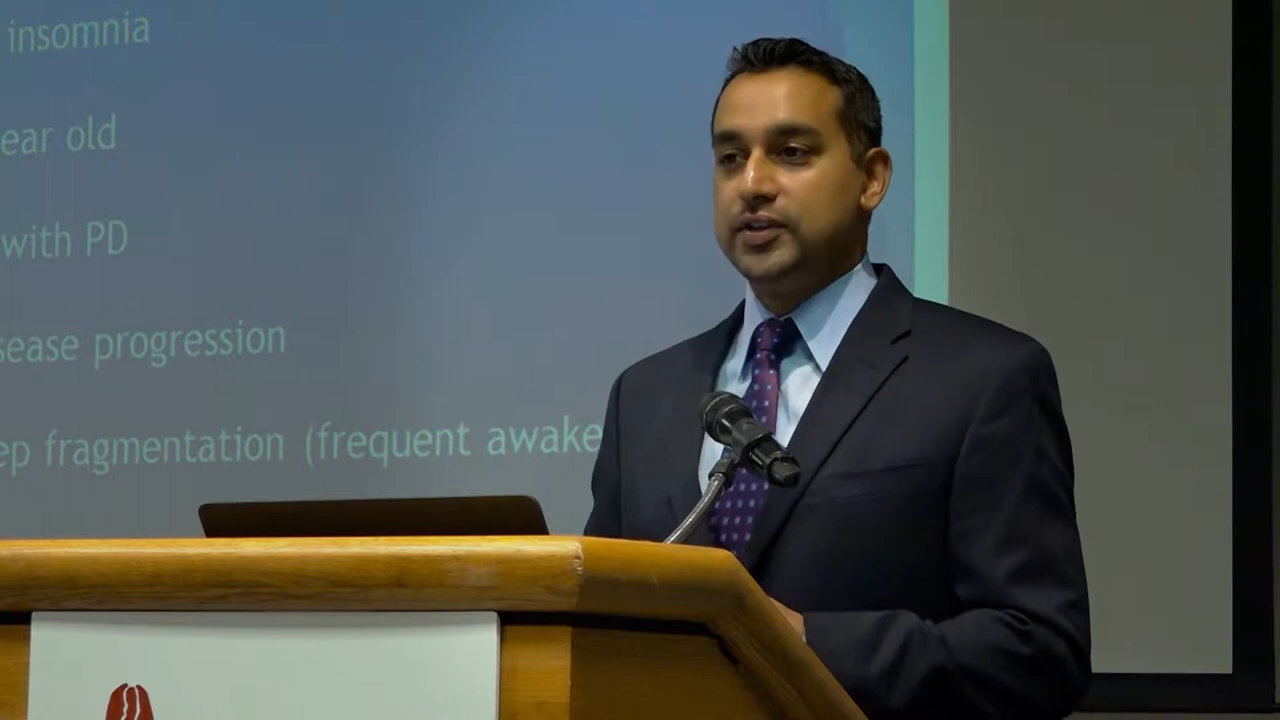 insomnia
ear old
with PD
sease progression
ep fragmentation (frequent awake